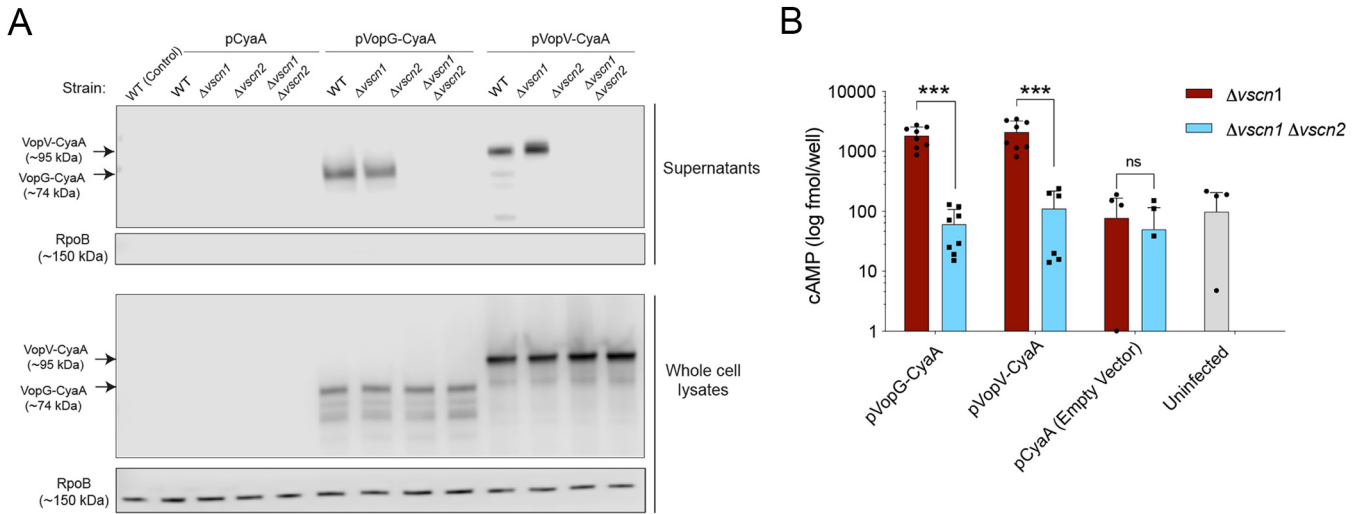 A
pCyaA
pVopG-CyaA
pVopV-CyaA
Strain:
WT (Control)
WT
Δvscn1
Δvscn2
Δvscn1
Δvscn2
WT
Δvscn1
Δvscn2
Δvscn1
Δvscn2
WT
Δvscn1
Δvscn2
Δvscn1
Δvscn2
VopV-CyaA
(~95 kDa)
VopG-CyaA
(~74 kDa)
Supernatants
RpoB
(~150 kDa)
VopV-CyaA
(~95 kDa)
VopG-CyaA
(~74 kDa)
Whole cell
lysates
RpoB
(~150 kDa)
B
cAMP (log fmol/well)
10000
1000
100
10
1
***
***
ns
Δvscn1
Δvscn1 Δvscn2
pVopG-CyaA
pVopV-CyaA
pCyaA (Empty Vector)
Uninfected